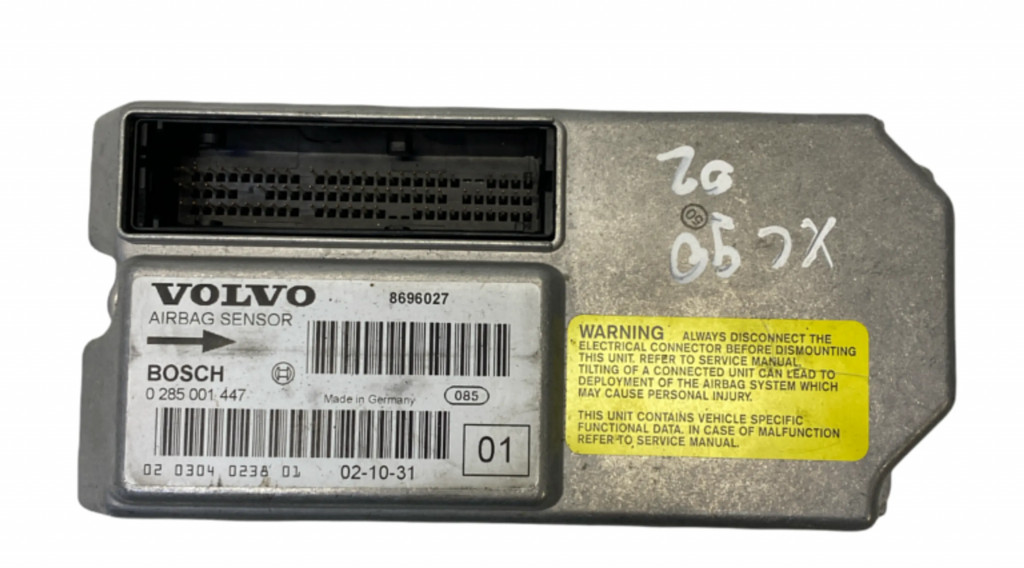 VOLVO
8696027
AIRBAG SENSOR
BOSCH
0 285 001 447
Made in Germany
085
02 0304 0238 01
02-10-31
01
02
XC 90
WARNING ALWAYS DISCONNECT THE
ELECTRICAL CONNECTOR BEFORE DISMOUNTING
THIS UNIT. REFER TO SERVICE MANUAL.
TILTING OF A CONNECTED UNIT CAN LEAD TO
DEPLOYMENT OF THE AIRBAG SYSTEM WHICH
MAY CAUSE PERSONAL INJURY.
THIS UNIT CONTAINS VEHICLE SPECIFIC
FUNCTIONAL DATA. IN CASE OF MALFUNCTION
REFER TO SERVICE MANUAL.